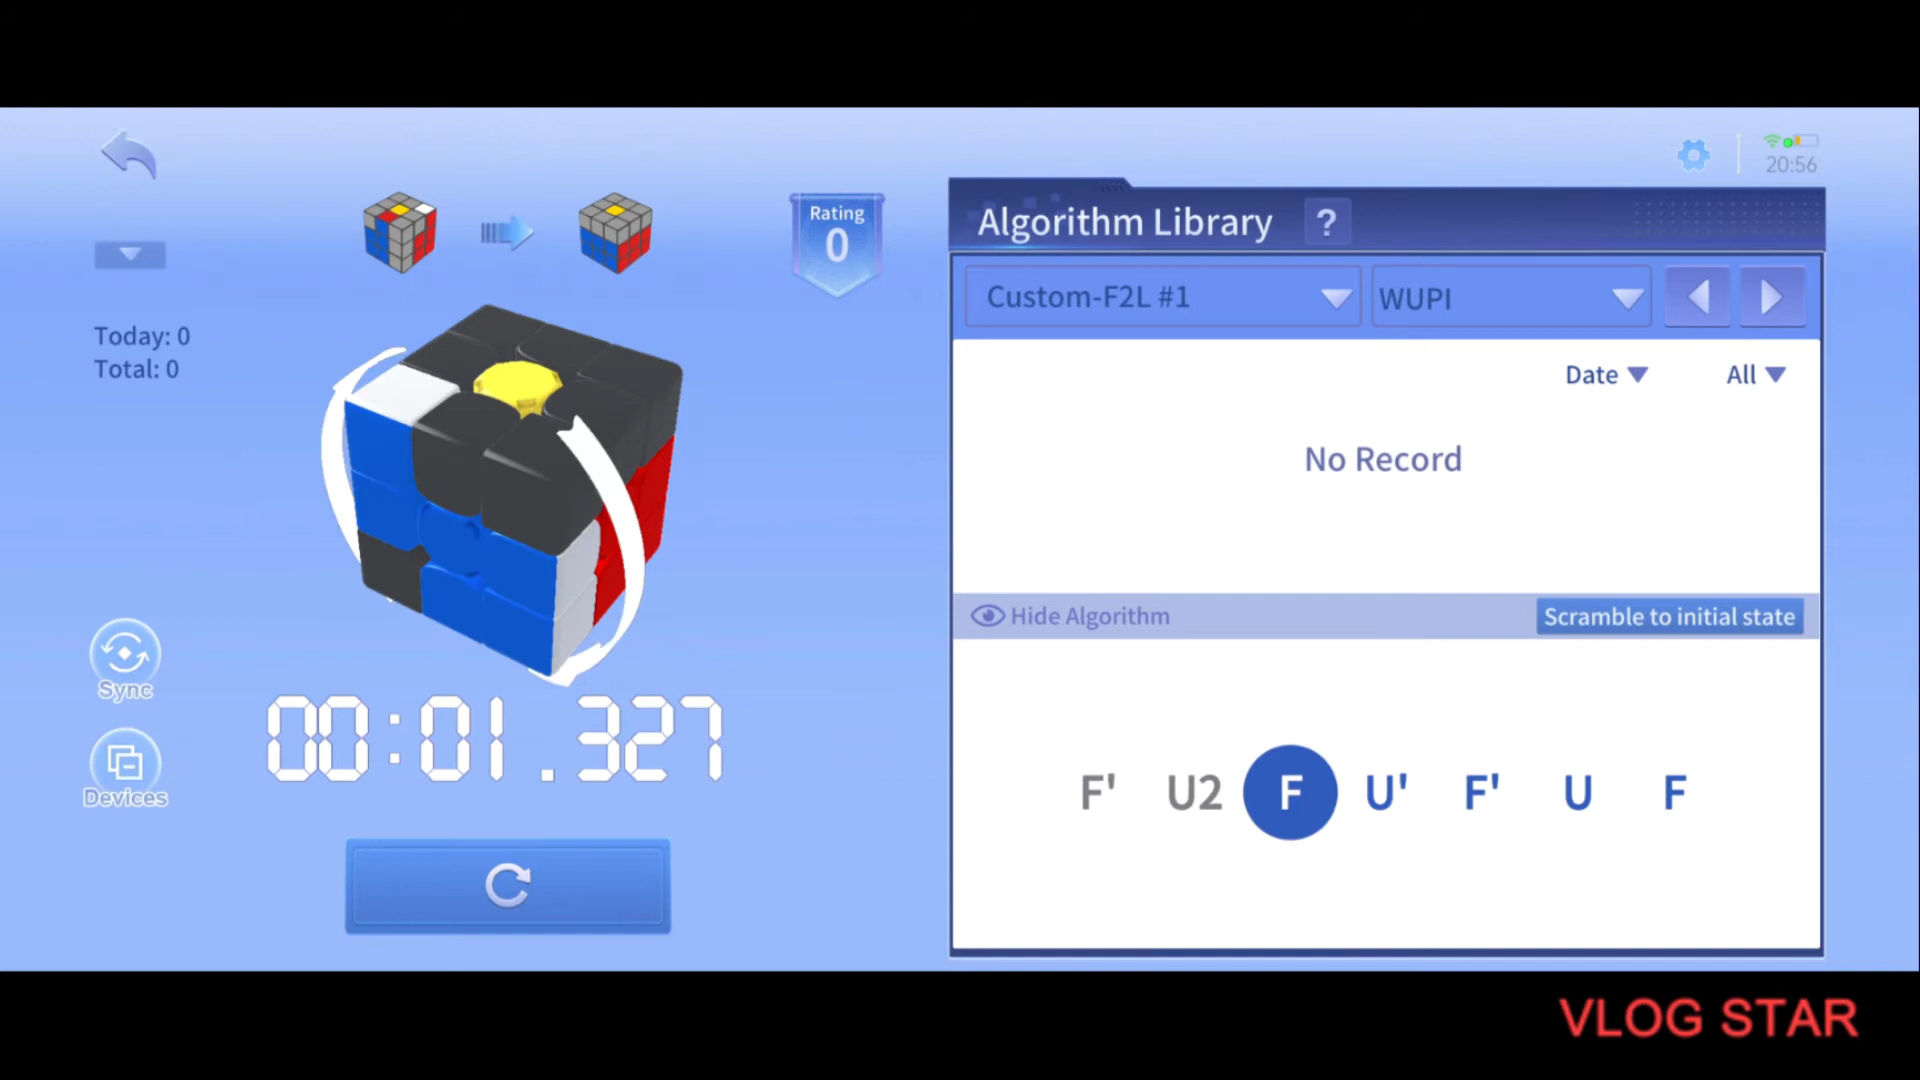 20:56
Rating
0
Algorithm Library ?
Custom-F2L #1
WUPI
Today: 0
Total: 0
Date
All
No Record
Hide Algorithm
Scramble to initial state
Sync
Devices
00:01.327
F' U2 F U' F' U F
VLOG STAR